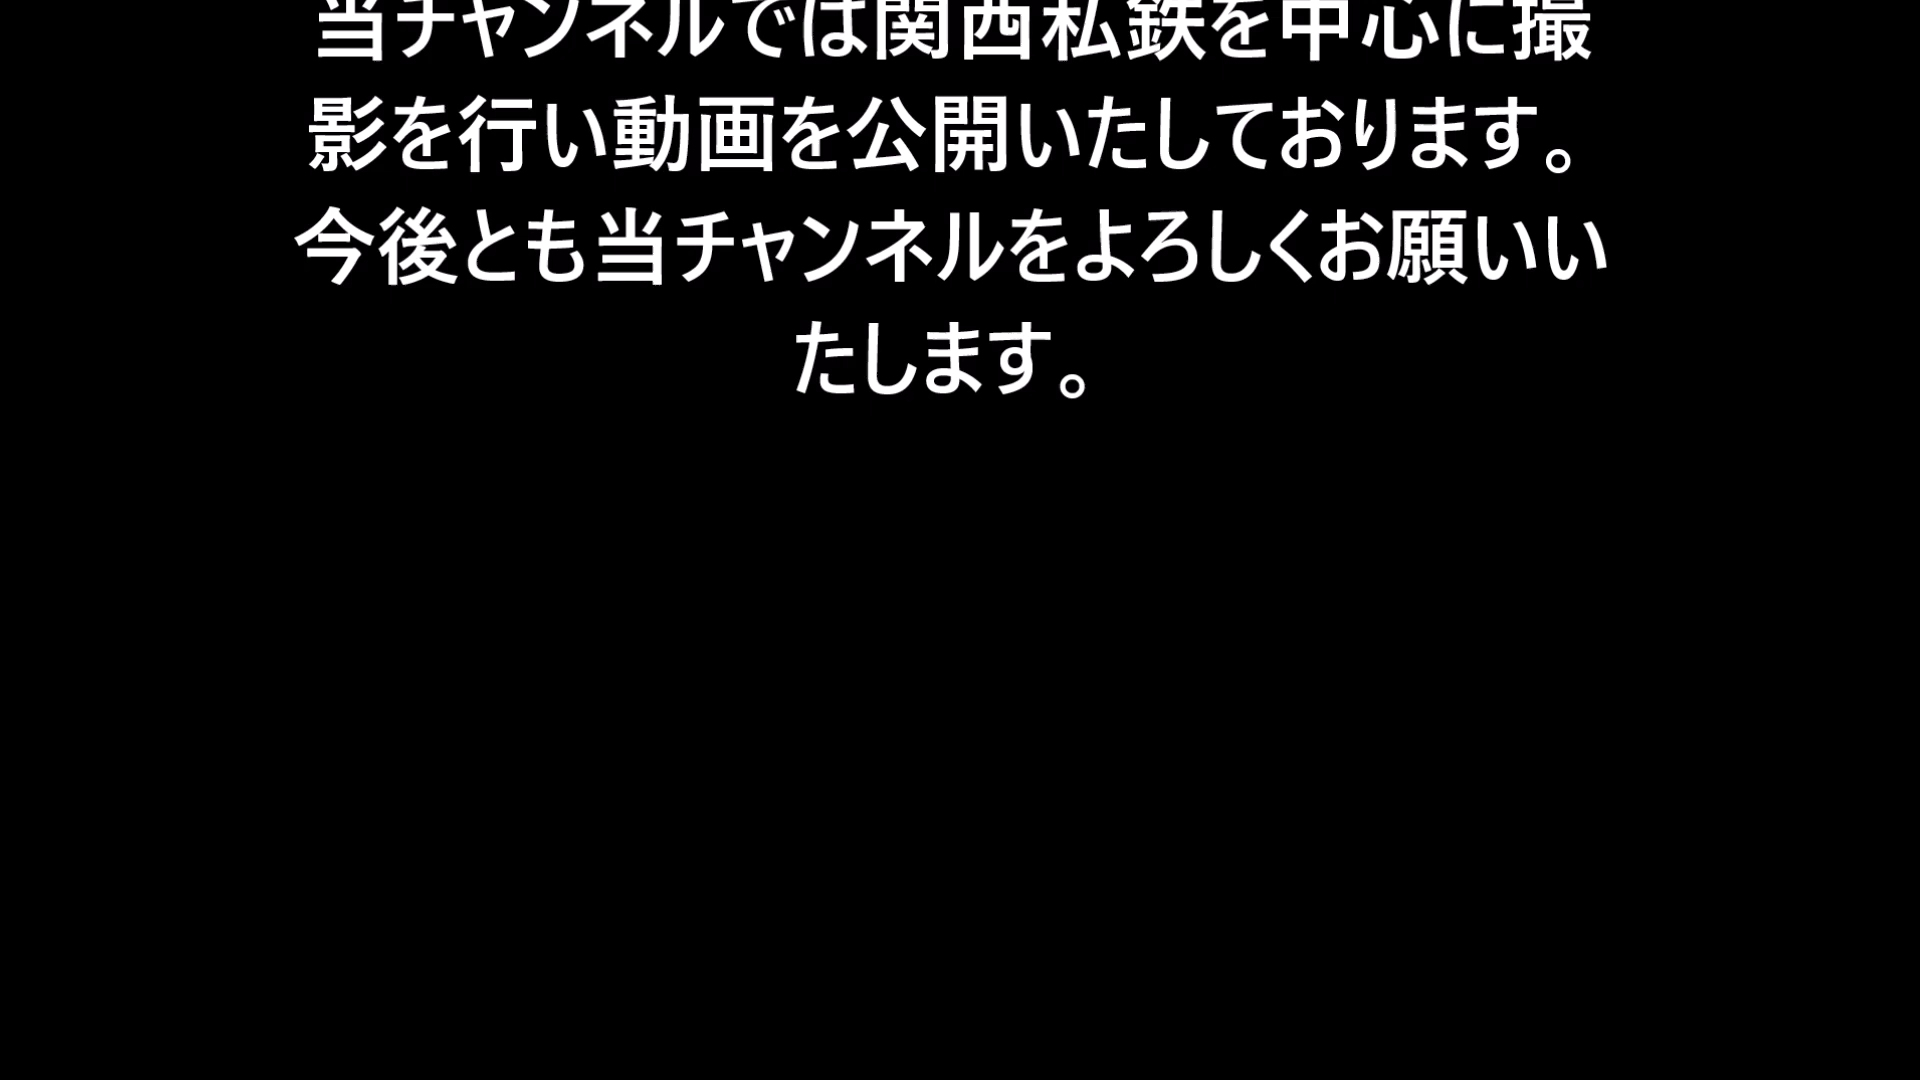 当チャンネルでは関西私鉄を中心に撮
影を行い動画を公開いたしております。
今後とも当チャンネルをよろしくお願いい
たします。